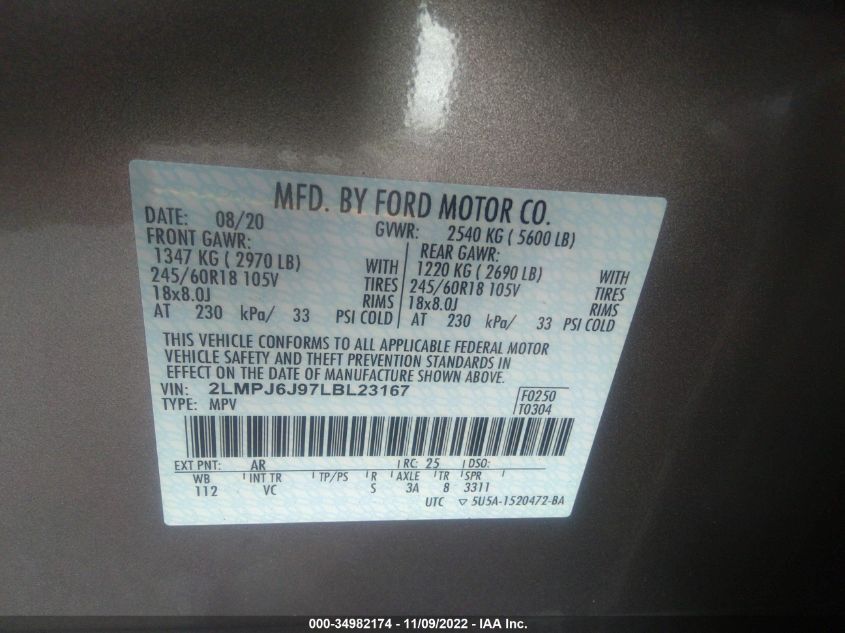 MFD. BY FORD MOTOR CO.
DATE: 08/20 GVWR: 2540 KG ( 5600 LB)
FRONT GAWR: REAR GAWR:
1347 KG ( 2970 LB) WITH 1220 KG ( 2690 LB) WITH
245/60R18 105V TIRES 245/60R18 105V TIRES
18x8.0J RIMS 18x8.0J RIMS
AT 230 kPa/ 33 PSI COLD AT 230 kPa/ 33 PSI COLD
THIS VEHICLE CONFORMS TO ALL APPLICABLE FEDERAL MOTOR
VEHICLE SAFETY AND THEFT PREVENTION STANDARDS IN
EFFECT ON THE DATE OF MANUFACTURE SHOWN ABOVE.
VIN: 2LMPJ6J97LBL23167 F0250
TYPE: MPV T0304
EXT PNT: AR RC: 25 DSO:
WB INT TR TP/PS R AXLE TR SPR
112 VC S 3A 8 3311
UTC ▽ 5U5A-1520472-BA
000-34982174 - 11/09/2022 - IAA Inc.